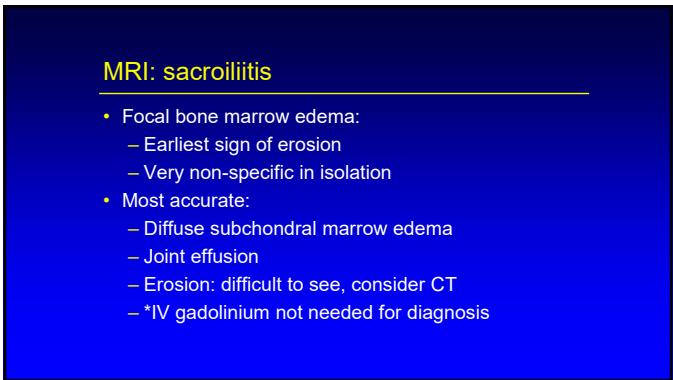 MRI: sacroiliitis
• Focal bone marrow edema:
– Earliest sign of erosion
– Very non-specific in isolation
• Most accurate:
– Diffuse subchondral marrow edema
– Joint effusion
– Erosion: difficult to see, consider CT
– *IV gadolinium not needed for diagnosis